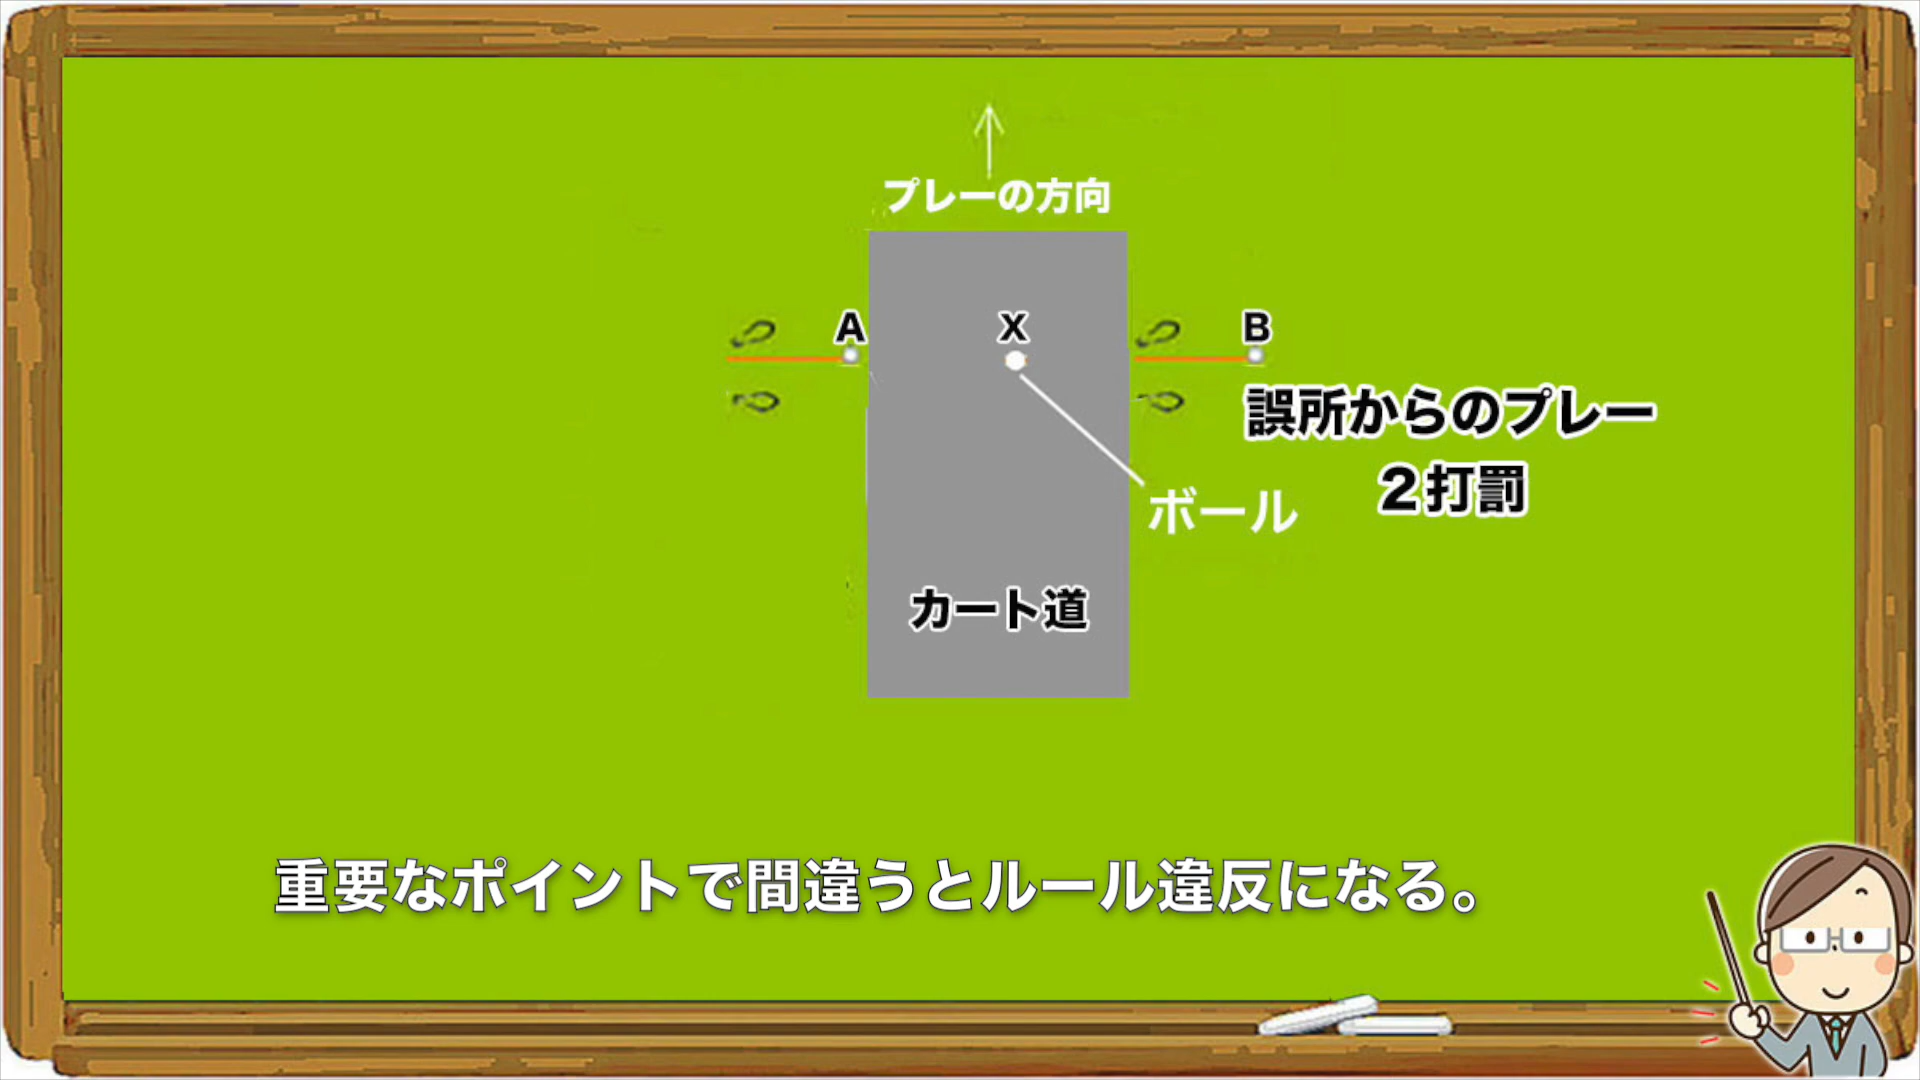 プレーの方向
A
X
B
誤所からのプレー
２打罰
ボール
カート道
重要なポイントで間違うとルール違反になる。